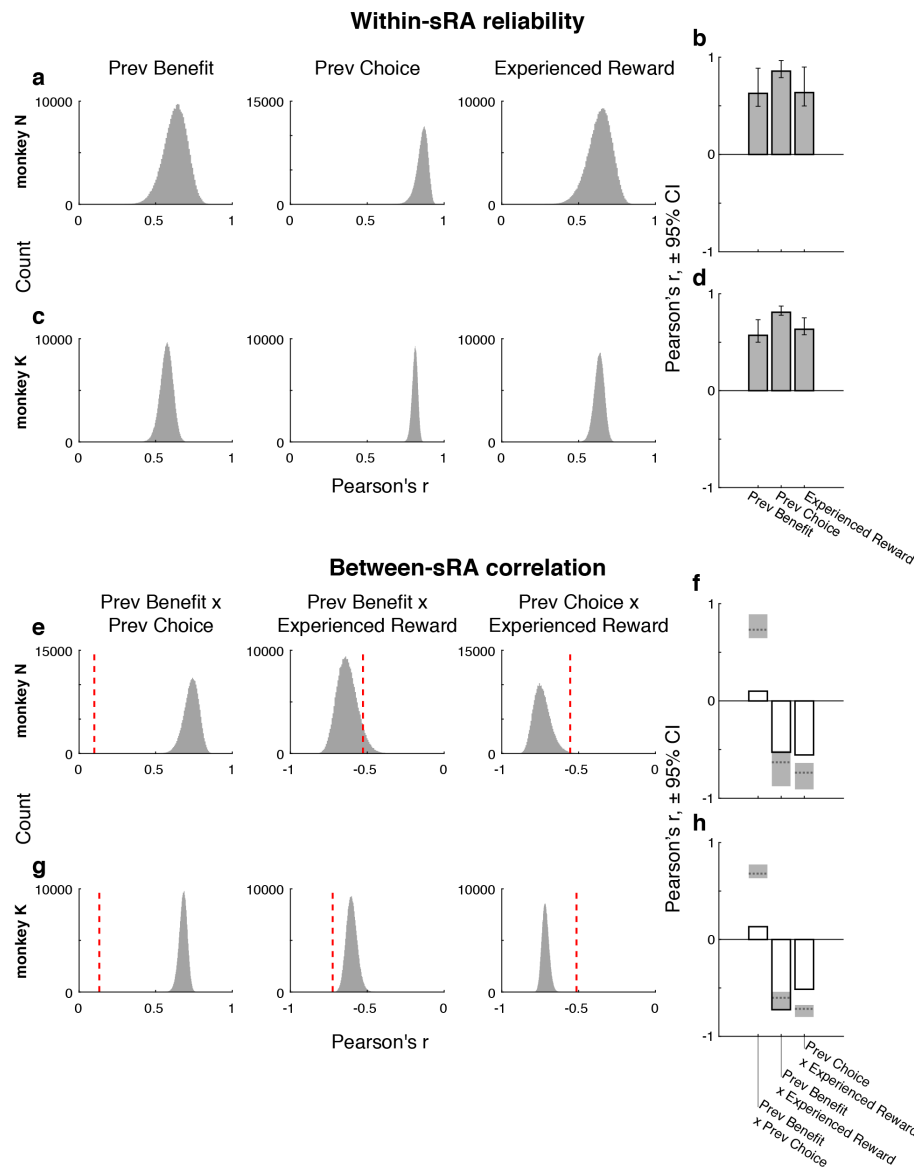 Within-sRA reliability
a
Prev Benefit
Prev Choice
Experienced Reward
b
monkey N
10000
0
0
0.5
1
15000
0
0
0.5
1
10000
0
0
0.5
1
1
0
-1
Count
Pearson's r, ± 95% CI
c
d
monkey K
10000
0
0
0.5
1
10000
0
0
0.5
1
10000
0
0
0.5
1
1
0
-1
Pearson's r
Prev Benefit
Prev Choice
Experienced Reward
Between-sRA correlation
e
Prev Benefit x
Prev Choice
Prev Benefit x
Experienced Reward
Prev Choice x
Experienced Reward
f
monkey N
15000
0
0
0.5
1
10000
0
-1
-0.5
0
15000
0
-1
-0.5
0
1
0
-1
Count
Pearson's r, ± 95% CI
g
h
monkey K
10000
0
0
0.5
1
10000
0
-1
-0.5
0
10000
0
-1
-0.5
0
1
0
-1
Pearson's r
Prev Choice
x Experienced Reward
Prev Benefit
x Experienced Reward
Prev Benefit
x Prev Choice